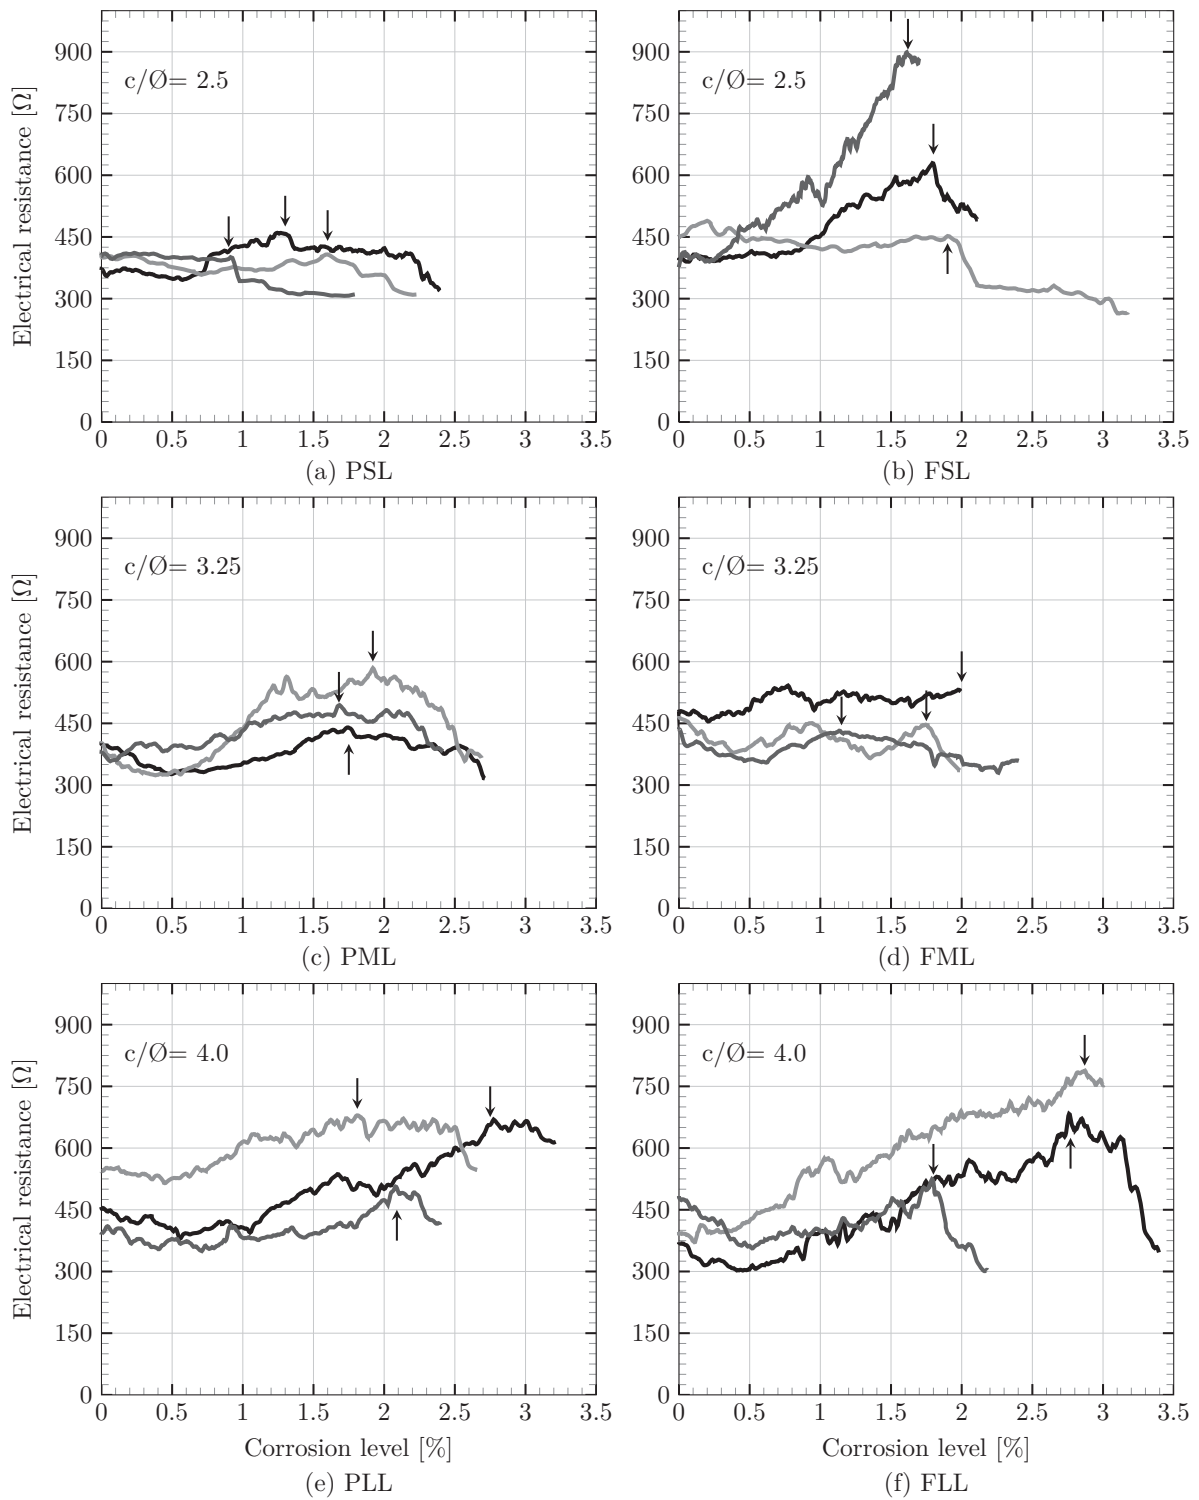 900
750
600
450
300
150
0
Electrical resistance [Ω]
c/Ø= 2.5
0 0.5 1 1.5 2 2.5 3 3.5
(a) PSL
900
750
600
450
300
150
0
Electrical resistance [Ω]
c/Ø= 2.5
0 0.5 1 1.5 2 2.5 3 3.5
(b) FSL
900
750
600
450
300
150
0
Electrical resistance [Ω]
c/Ø= 3.25
0 0.5 1 1.5 2 2.5 3 3.5
(c) PML
900
750
600
450
300
150
0
Electrical resistance [Ω]
c/Ø= 3.25
0 0.5 1 1.5 2 2.5 3 3.5
(d) FML
900
750
600
450
300
150
0
Electrical resistance [Ω]
c/Ø= 4.0
0 0.5 1 1.5 2 2.5 3 3.5
Corrosion level [%]
(e) PLL
900
750
600
450
300
150
0
Electrical resistance [Ω]
c/Ø= 4.0
0 0.5 1 1.5 2 2.5 3 3.5
Corrosion level [%]
(f) FLL